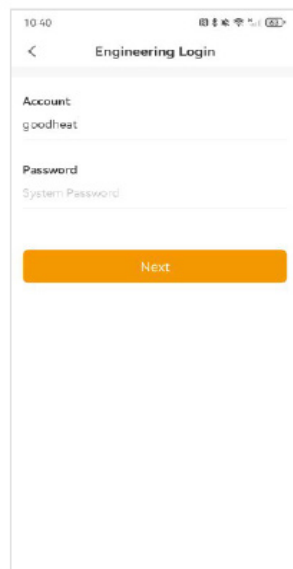 10:40
Engineering Login
Account
goodheat
Password
System Password
Next